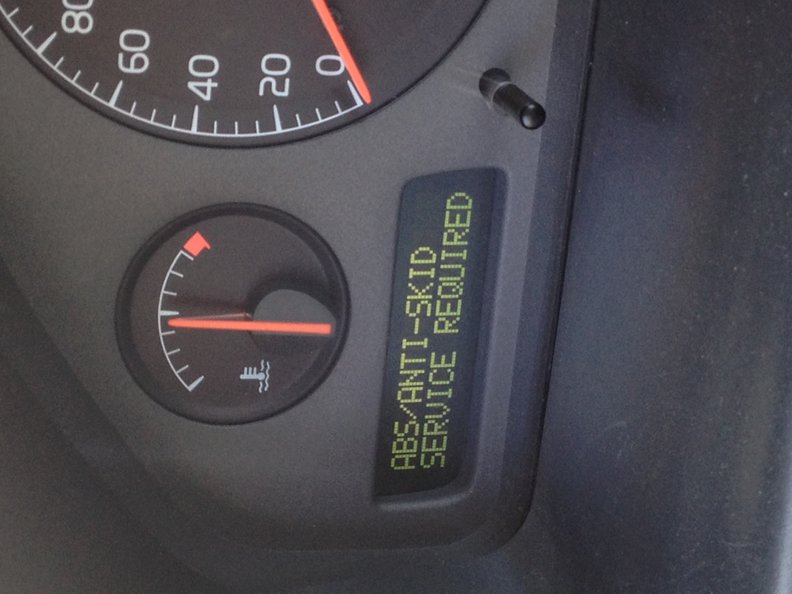 80
60
40
20
0
ABS/ANTI-SKID
SERVICE REQUIRED